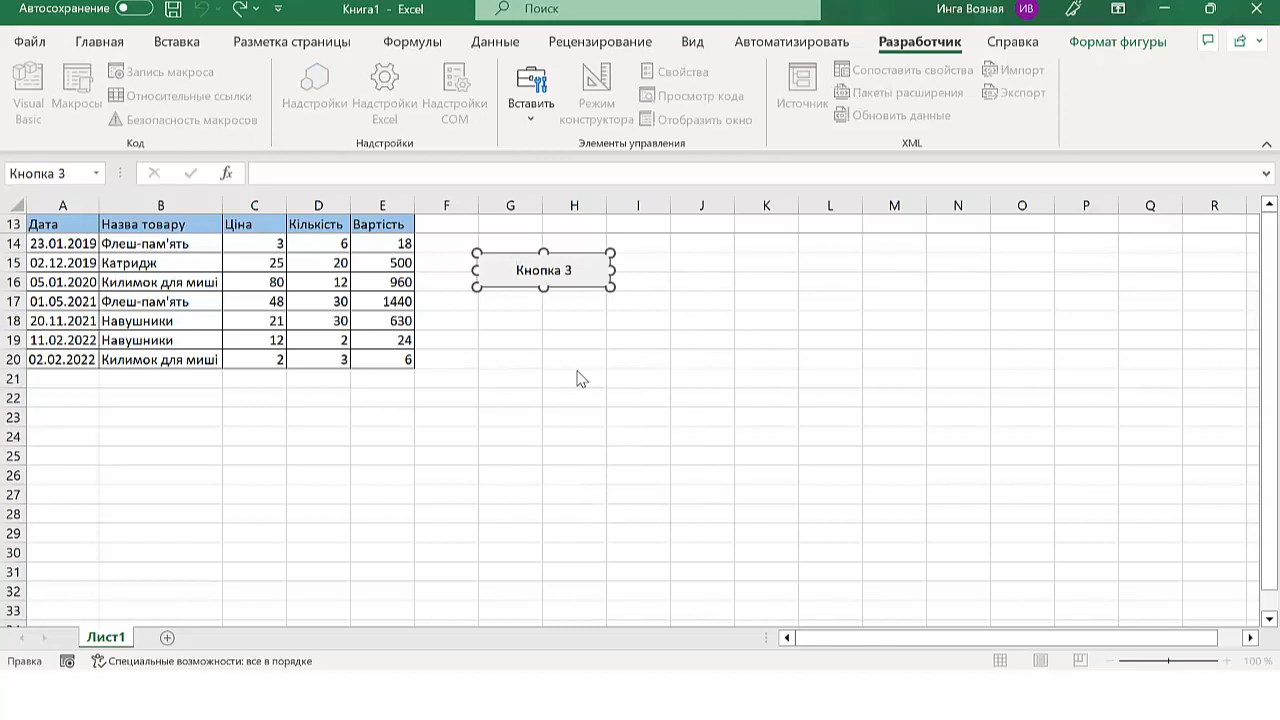 Автосохранение
Книга1 - Excel
Поиск
Инга Возная ИВ
Файл Главная Вставка Разметка страницы Формулы Данные Рецензирование Вид Автоматизировать Разработчик Справка Формат фигуры
Visual Basic
Макросы
Запись макроса
Относительные ссылки
Безопасность макросов
Код
Надстройки
Надстройки Excel
Надстройки COM
Надстройки
Вставить
Режим конструктора
Свойства
Просмотр кода
Отобразить окно
Элементы управления
Источник
Сопоставить свойства
Пакеты расширения
Обновить данные
Импорт
Экспорт
XML
Кнопка 3
fx
A B C D E F G H I J K L M N O P Q R
13 Дата Назва товару Ціна Кількість Вартість
14 23.01.2019 Флеш-пам'ять 3 6 18
15 02.12.2019 Катридж 25 20 500
16 05.01.2020 Килимок для миші 80 12 960
17 01.05.2021 Флеш-пам'ять 48 30 1440
18 20.11.2021 Навушники 21 30 630
19 11.02.2022 Навушники 12 2 24
20 02.02.2022 Килимок для миші 2 3 6
Кнопка 3
21
22
23
24
25
26
27
28
29
30
31
32
33
Лист1
Правка
Специальные возможности: все в порядке
100 %